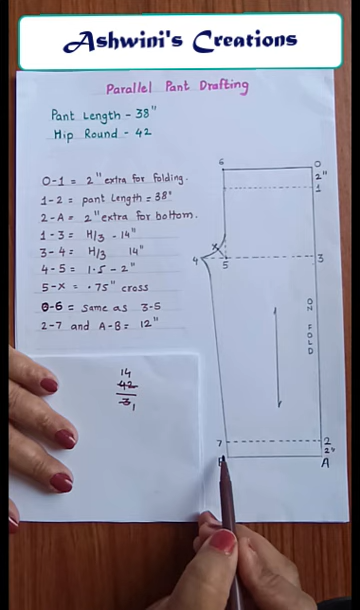 Ashwini's Creations
Parallel Pant Drafting
Pant Length - 38"
Hip Round - 42
0-1 = 2" extra for folding.
1-2 = pant Length = 38"
2-A = 2" extra for bottom.
1-3 = H/3 - 14"
3-4 = H/3 14"
4-5 = 1.5 - 2"
5-x = .75" cross
0-6 = same as 3-5
2-7 and A-B = 12"
14
42
3,
6
0
2"
1
x
4
5
3
ON FOLD
7
2
2"
A